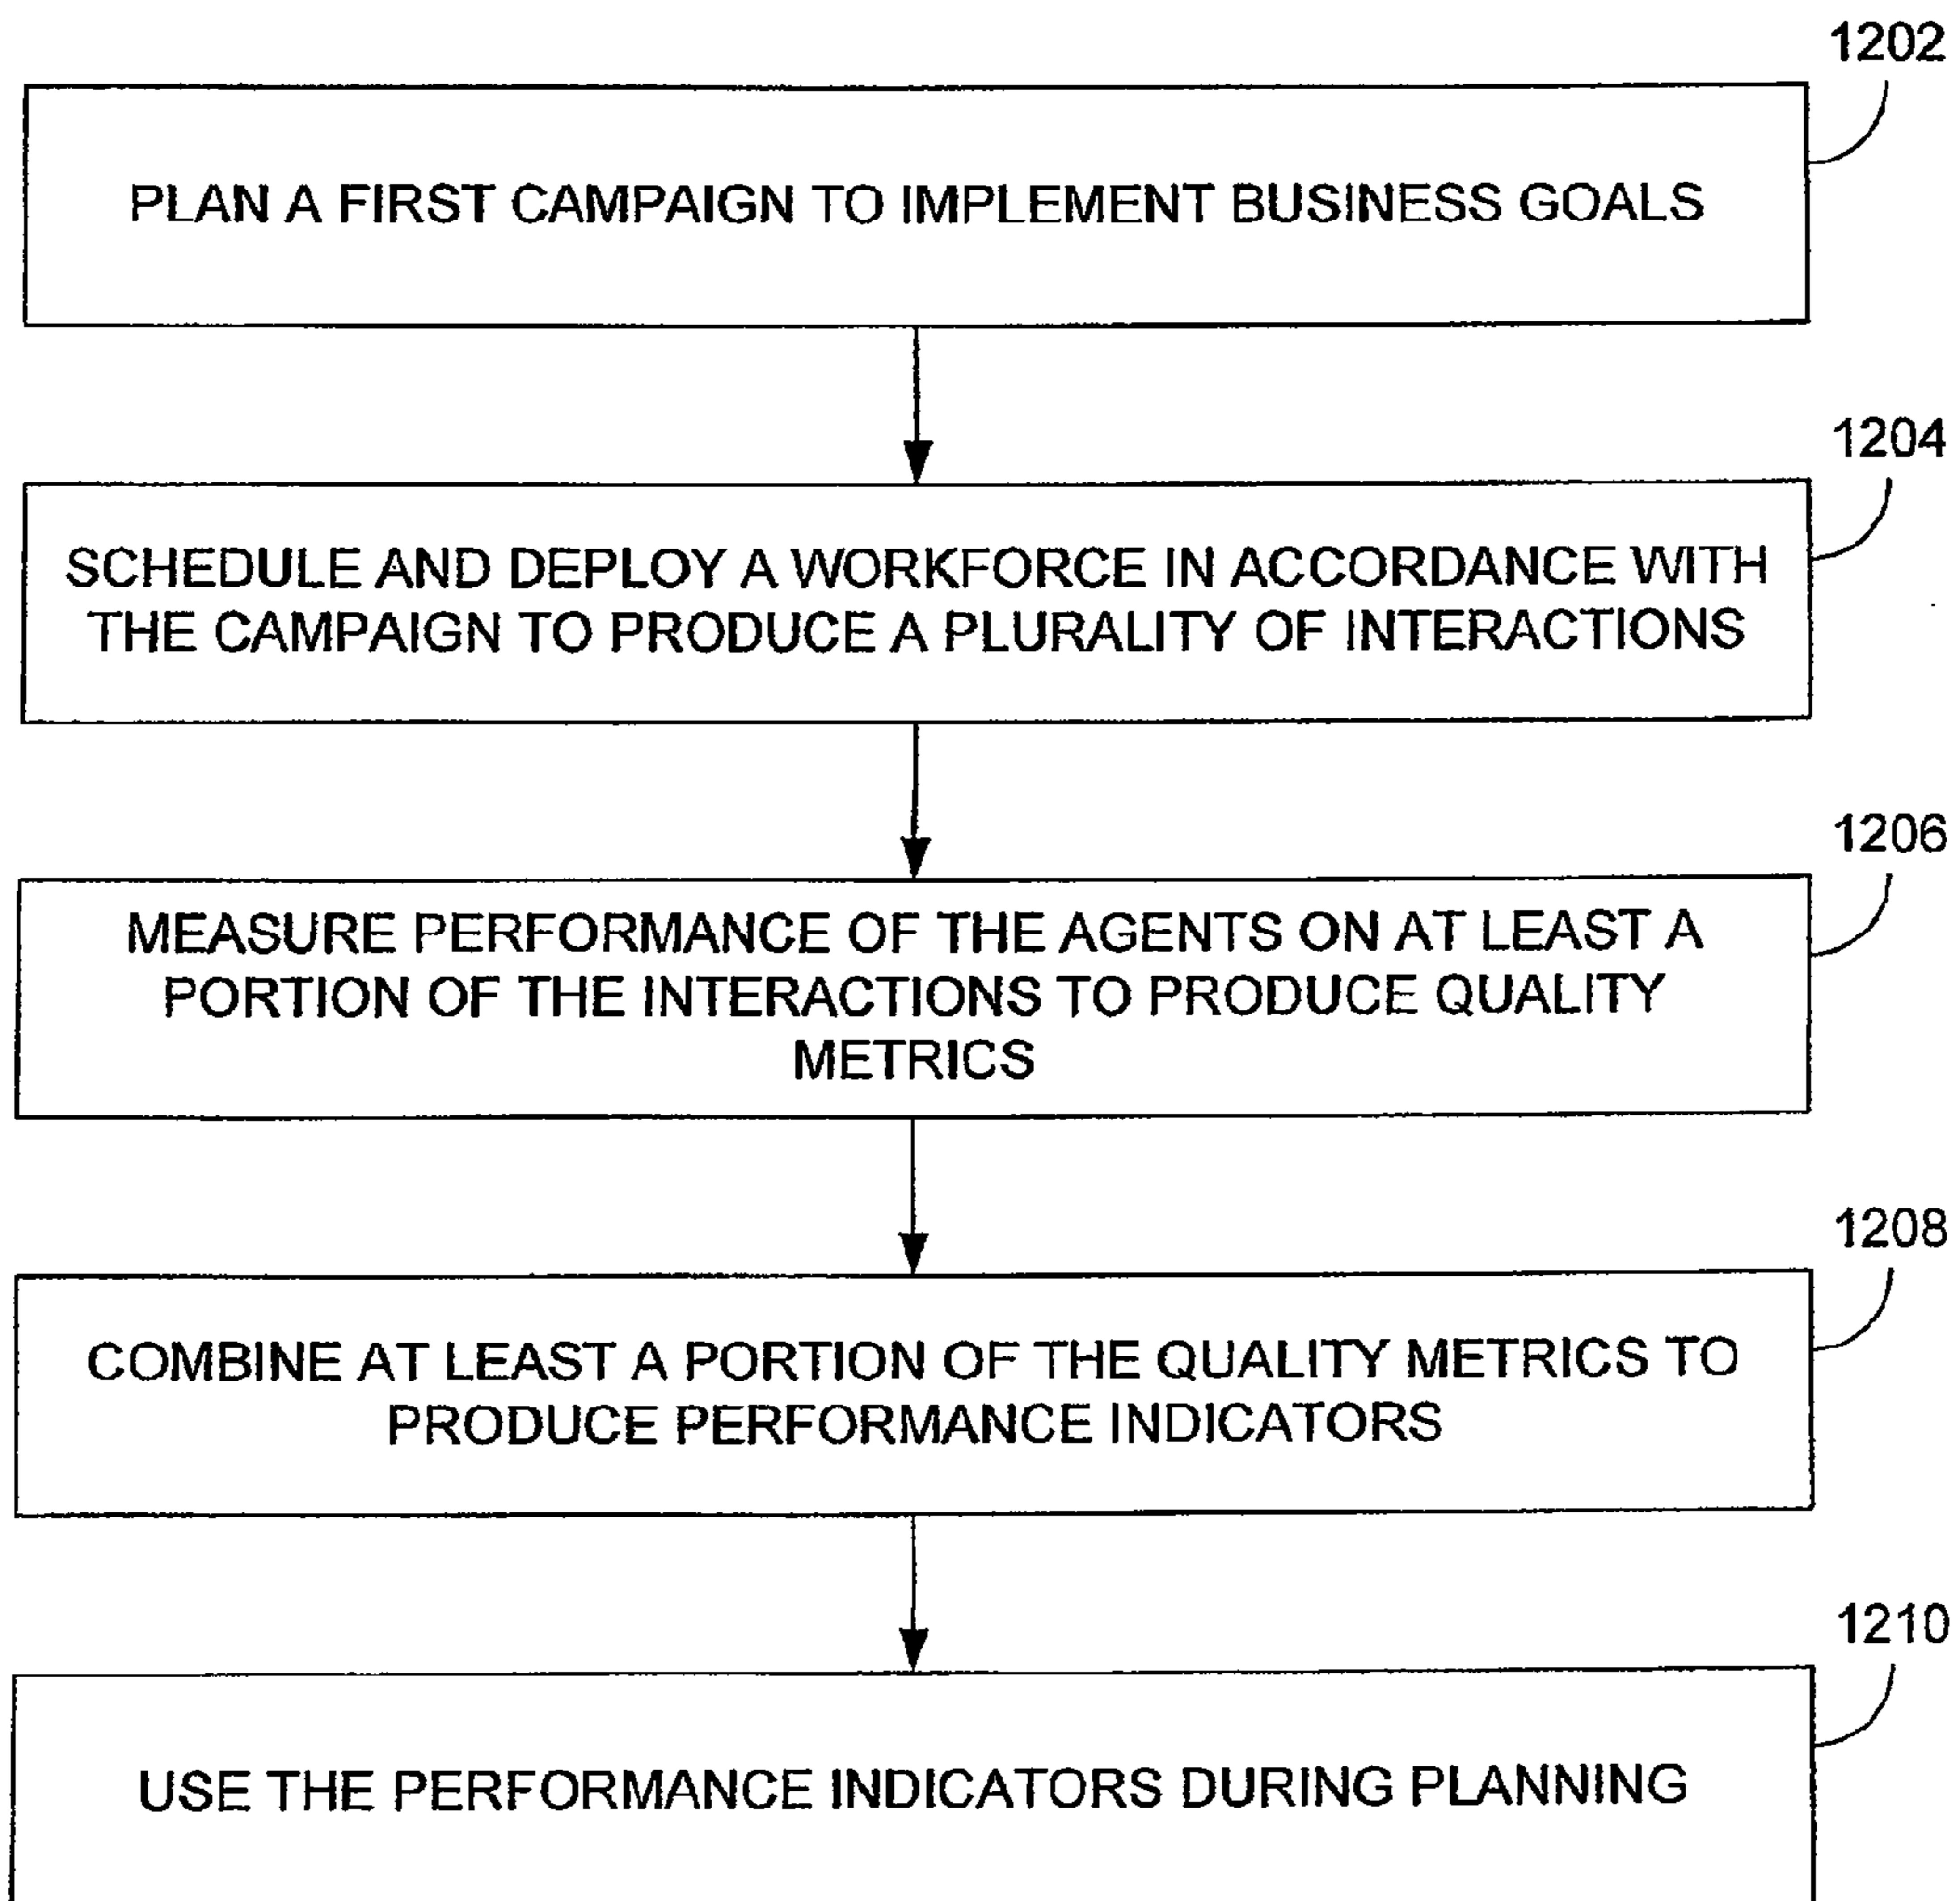 1202
PLAN A FIRST CAMPAIGN TO IMPLEMENT BUSINESS GOALS
1204
SCHEDULE AND DEPLOY A WORKFORCE IN ACCORDANCE WITH
THE CAMPAIGN TO PRODUCE A PLURALITY OF INTERACTIONS
1206
MEASURE PERFORMANCE OF THE AGENTS ON AT LEAST A
PORTION OF THE INTERACTIONS TO PRODUCE QUALITY
METRICS
1208
COMBINE AT LEAST A PORTION OF THE QUALITY METRICS TO
PRODUCE PERFORMANCE INDICATORS
1210
USE THE PERFORMANCE INDICATORS DURING PLANNING